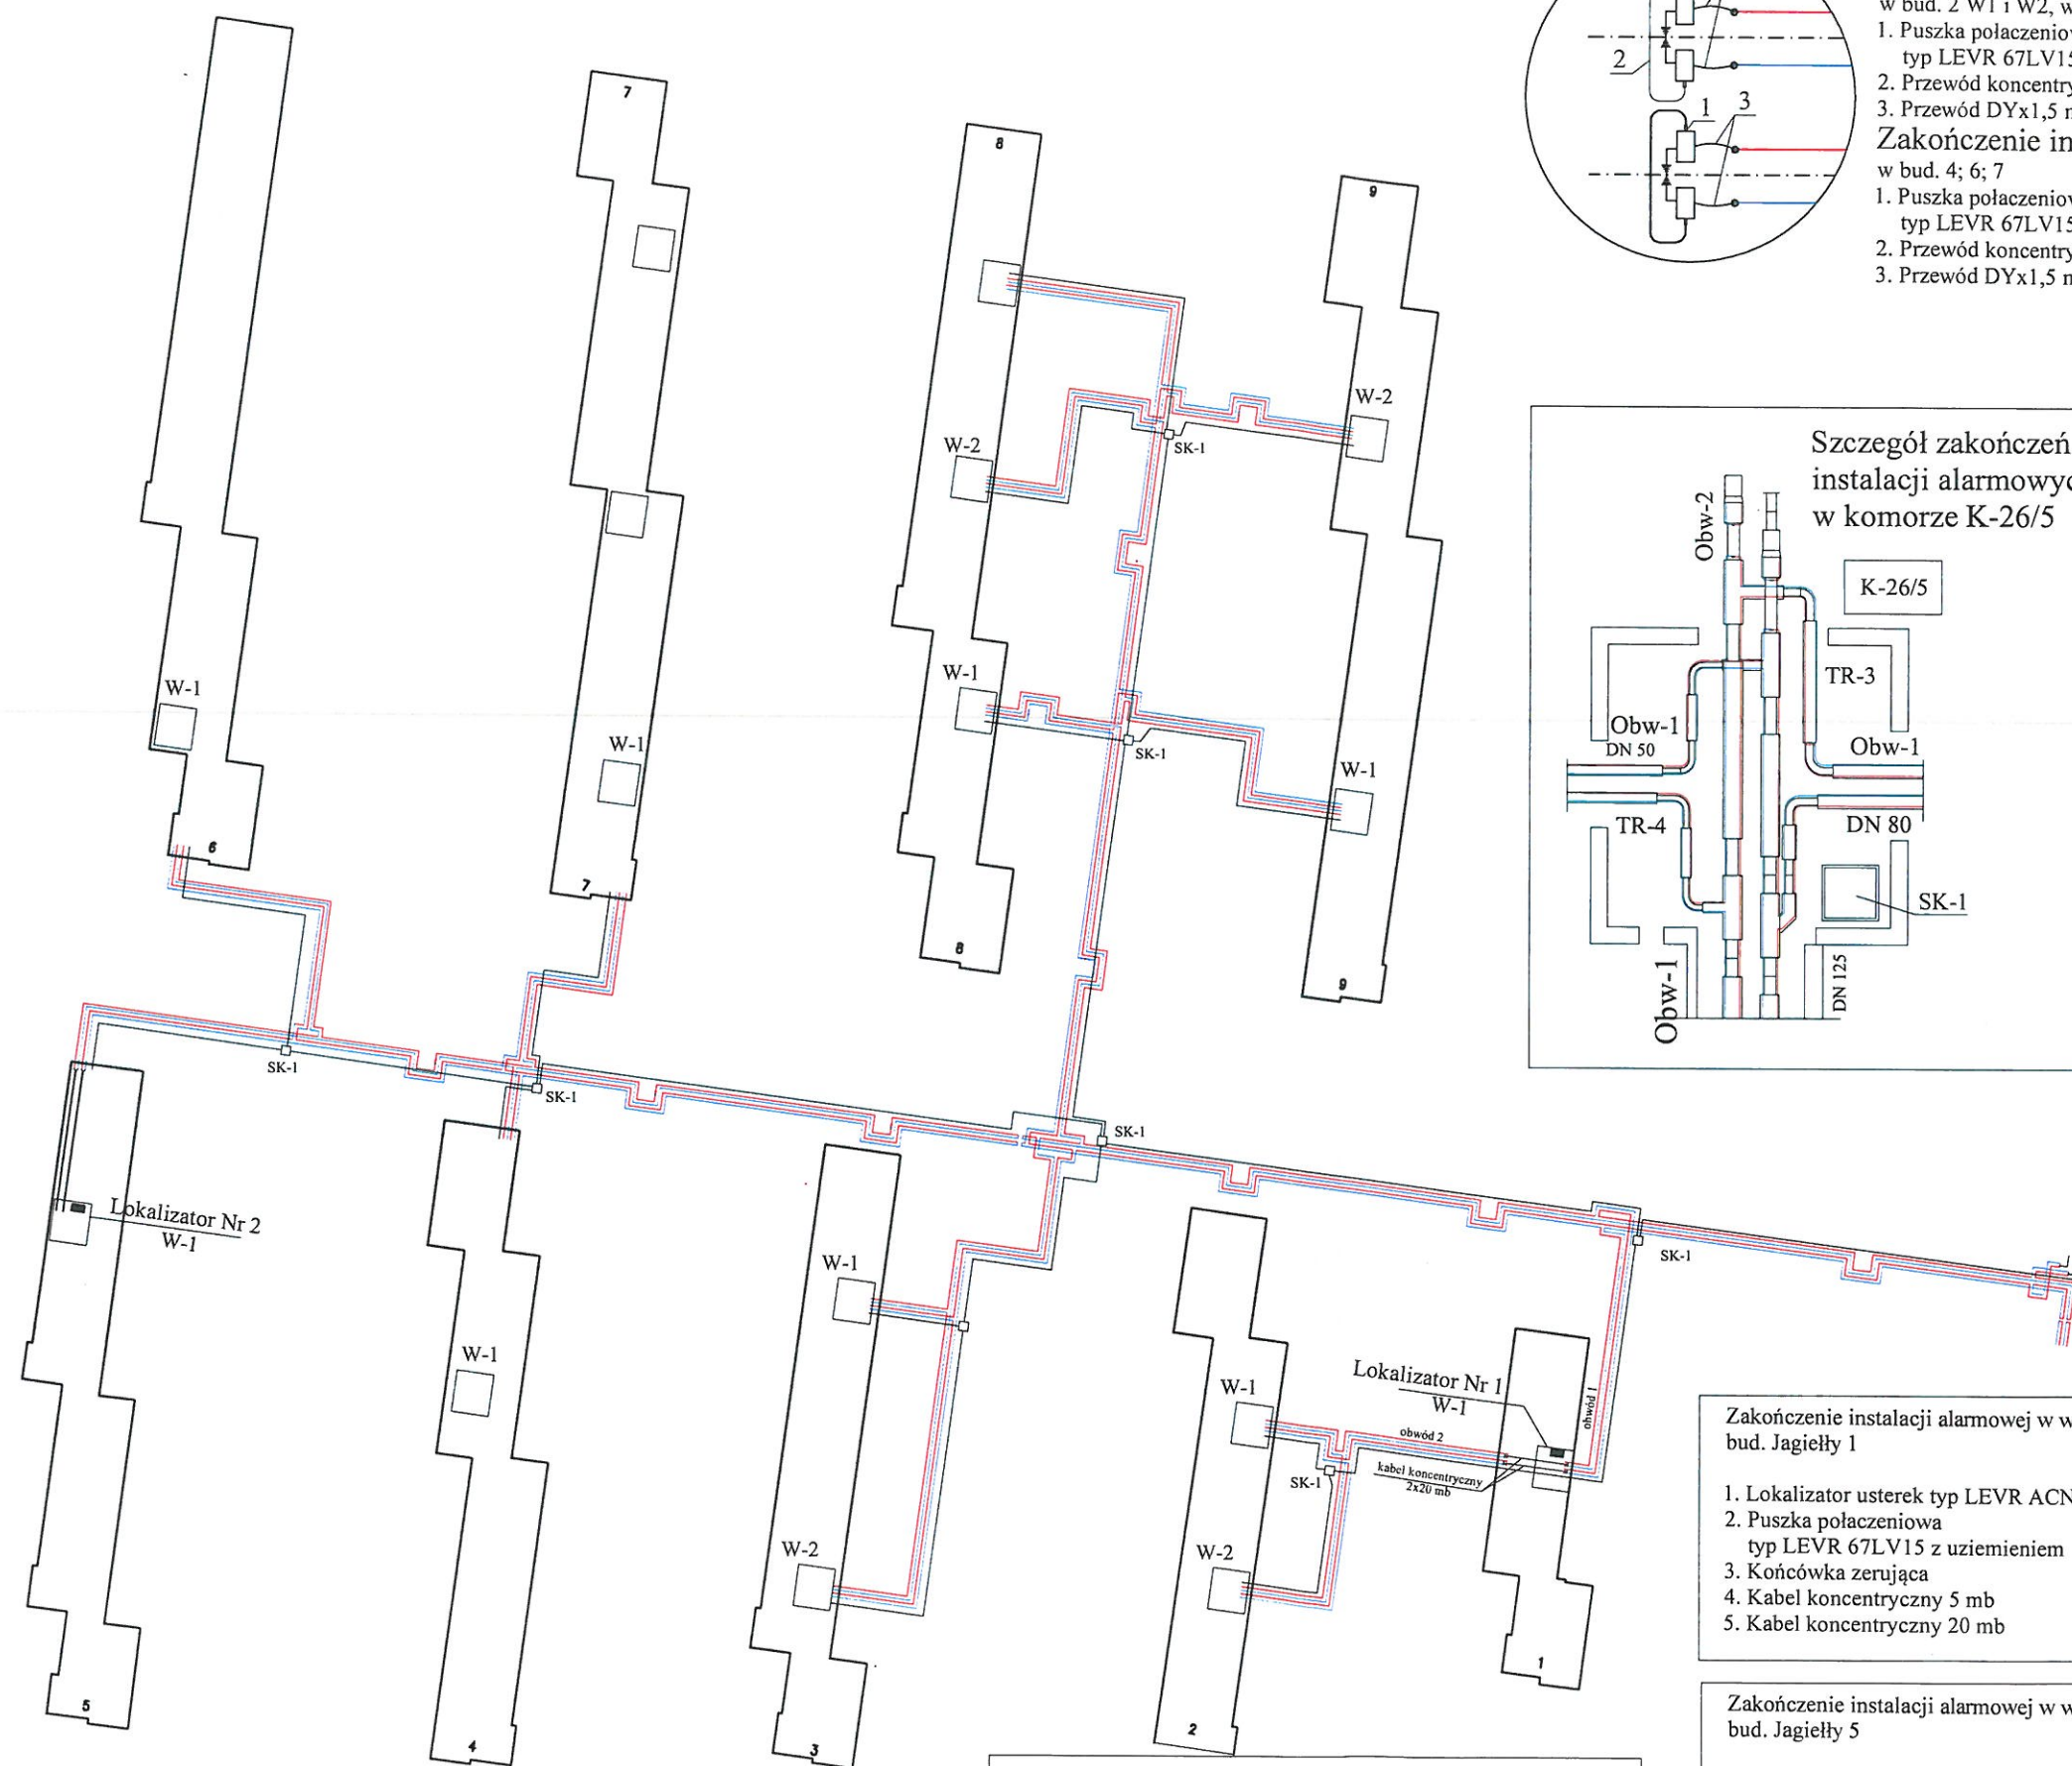 w bud. 2 W1 i W2, w
1. Puszka połaczeniow
typ LEVR 67LV15
2. Przewód koncentry
3. Przewód DYx1,5 m
2
1
3
Zakończenie in
w bud. 4; 6; 7
1. Puszka połaczeniow
typ LEVR 67LV15
2. Przewód koncentry
3. Przewód DYx1,5 m
7
8
9
W-2
W-2
SK-1
W-1
W-1
W-1
SK-1
W-1
6
7
8
9
SK-1
SK-1
SK-1
SK-1
Szczegół zakończeń
instalacji alarmowyc
w komorze K-26/5
Obw-2
K-26/5
TR-3
Obw-1
DN 50
Obw-1
TR-4
DN 80
SK-1
Obw-1
DN 125
Lokalizator Nr 2
W-1
W-1
W-1
W-2
W-1
Lokalizator Nr 1
W-1
obwód 1
obwód 2
kabel koncentryczny
2x20 mb
SK-1
W-2
5
4
3
2
1
Zakończenie instalacji alarmowej w w
bud. Jagiełły 1
1. Lokalizator usterek typ LEVR ACN
2. Puszka połaczeniowa
typ LEVR 67LV15 z uziemieniem
3. Końcówka zerująca
4. Kabel koncentryczny 5 mb
5. Kabel koncentryczny 20 mb
Zakończenie instalacji alarmowej w w
bud. Jagiełły 5